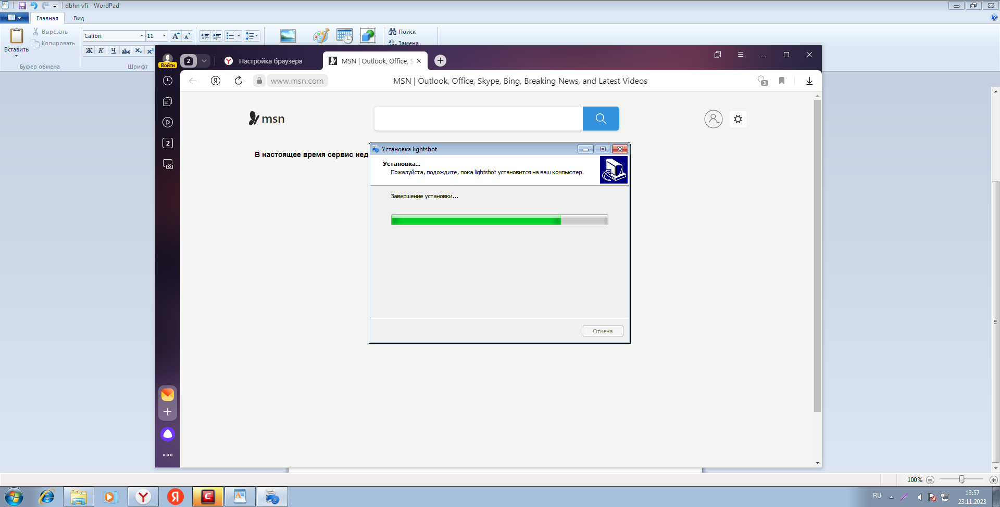 dbhn vfi - WordPad
Главная Вид
Вставить
Вырезать
Копировать
Буфер обмена
Calibri 11
Ж К Ч abc X₂ X²
Шрифт
Поиск
Замена
Войти
2
Настройка браузера
MSN | Outlook, Office, S
www.msn.com
MSN | Outlook, Office, Skype, Bing, Breaking News, and Latest Videos
3
2
msn
В настоящее время сервис нед
Установка lightshot
Установка...
Пожалуйста, подождите, пока lightshot установится на ваш компьютер.
Завершение установки...
Отмена
100%
RU
13:57
23.11.2023